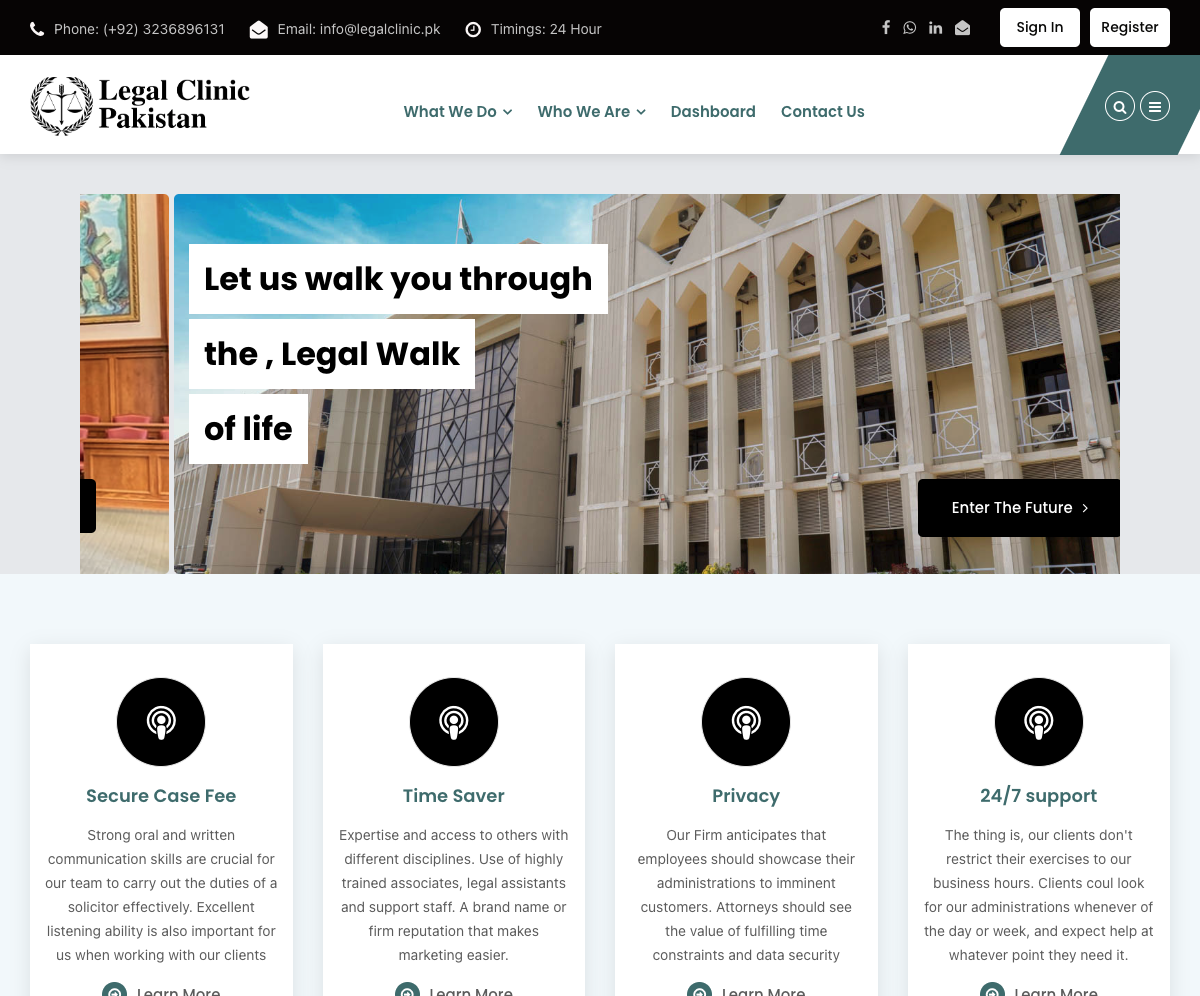 Phone: (+92) 3236896131
Email: info@legalclinic.pk
Timings: 24 Hour
Sign In
Register
Legal Clinic
Pakistan
What We Do
Who We Are
Dashboard
Contact Us
Let us walk you through
the , Legal Walk
of life
Enter The Future
Secure Case Fee
Strong oral and written
communication skills are crucial for
our team to carry out the duties of a
solicitor effectively. Excellent
listening ability is also important for
us when working with our clients
Learn More
Time Saver
Expertise and access to others with
different disciplines. Use of highly
trained associates, legal assistants
and support staff. A brand name or
firm reputation that makes
marketing easier.
Learn More
Privacy
Our Firm anticipates that
employees should showcase their
administrations to imminent
customers. Attorneys should see
the value of fulfilling time
constraints and data security
Learn More
24/7 support
The thing is, our clients don't
restrict their exercises to our
business hours. Clients coul look
for our administrations whenever of
the day or week, and expect help at
whatever point they need it.
Learn More